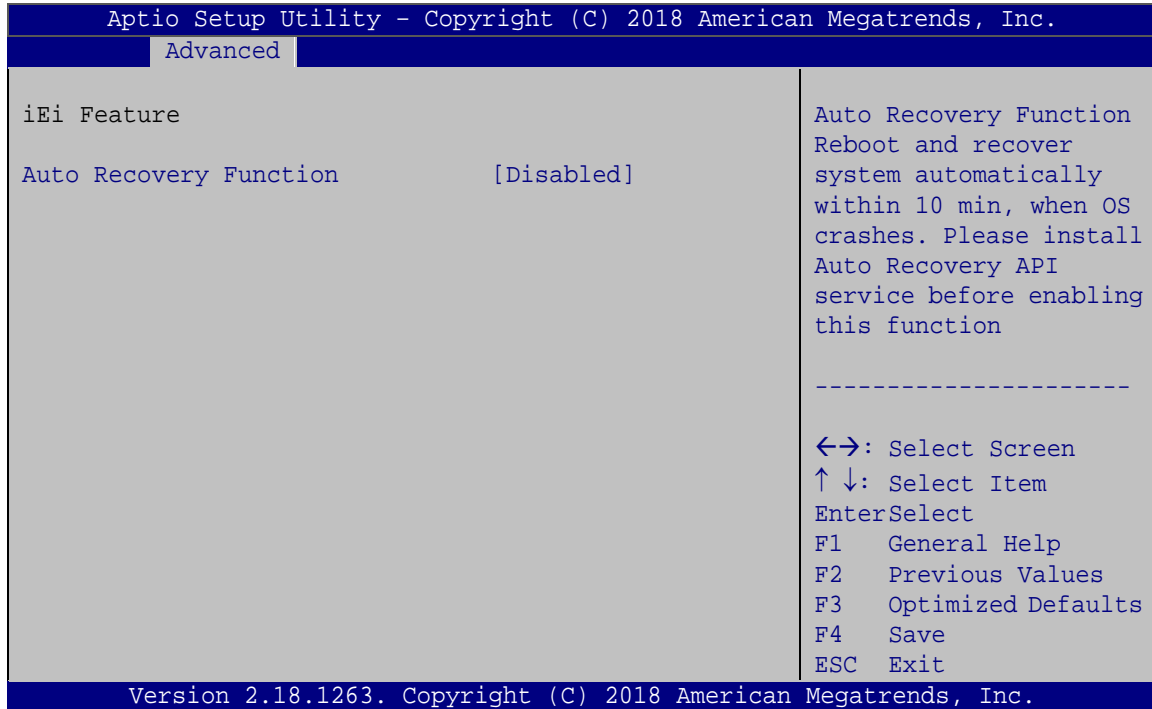 Aptio Setup Utility – Copyright (C) 2018 American Megatrends, Inc.
Advanced
iEi Feature
Auto Recovery Function [Disabled]
Auto Recovery Function
Reboot and recover
system automatically
within 10 min, when OS
crashes. Please install
Auto Recovery API
service before enabling
this function
----------------------
←→: Select Screen
↑ ↓: Select Item
EnterSelect
F1 General Help
F2 Previous Values
F3 Optimized Defaults
F4 Save
ESC Exit
Version 2.18.1263. Copyright (C) 2018 American Megatrends, Inc.